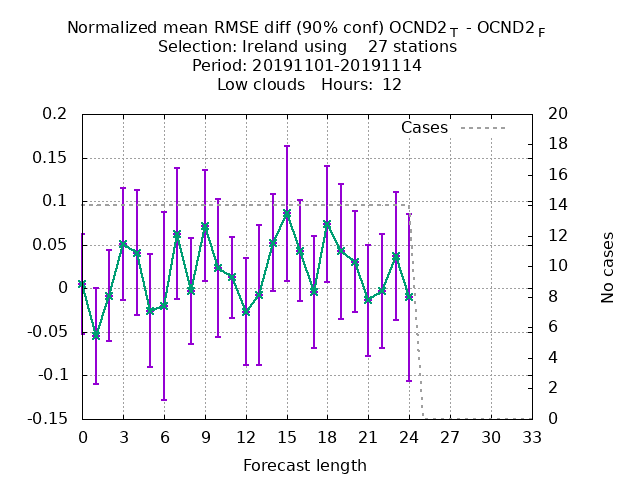 Normalized mean RMSE diff (90% conf) OCND2 T - OCND2 F
Selection: Ireland using 27 stations
Period: 20191101-20191114
Low clouds Hours: 12
Cases
0.2
0.15
0.1
0.05
0
-0.05
-0.1
-0.15
20
18
16
14
12
10
8
6
4
2
0
No cases
0 3 6 9 12 15 18 21 24 27 30 33
Forecast length